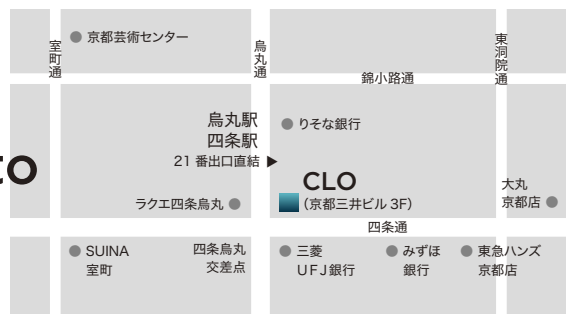 京都芸術センター
室町通
烏丸通
東洞院通
錦小路通
烏丸駅
四条駅
21 番出口直結
りそな銀行
TO
CLO
(京都三井ビル 3F)
ラクエ四条烏丸
大丸
京都店
四条通
SUINA
室町
四条烏丸
交差点
三菱
UFJ銀行
みずほ
銀行
東急ハンズ
京都店